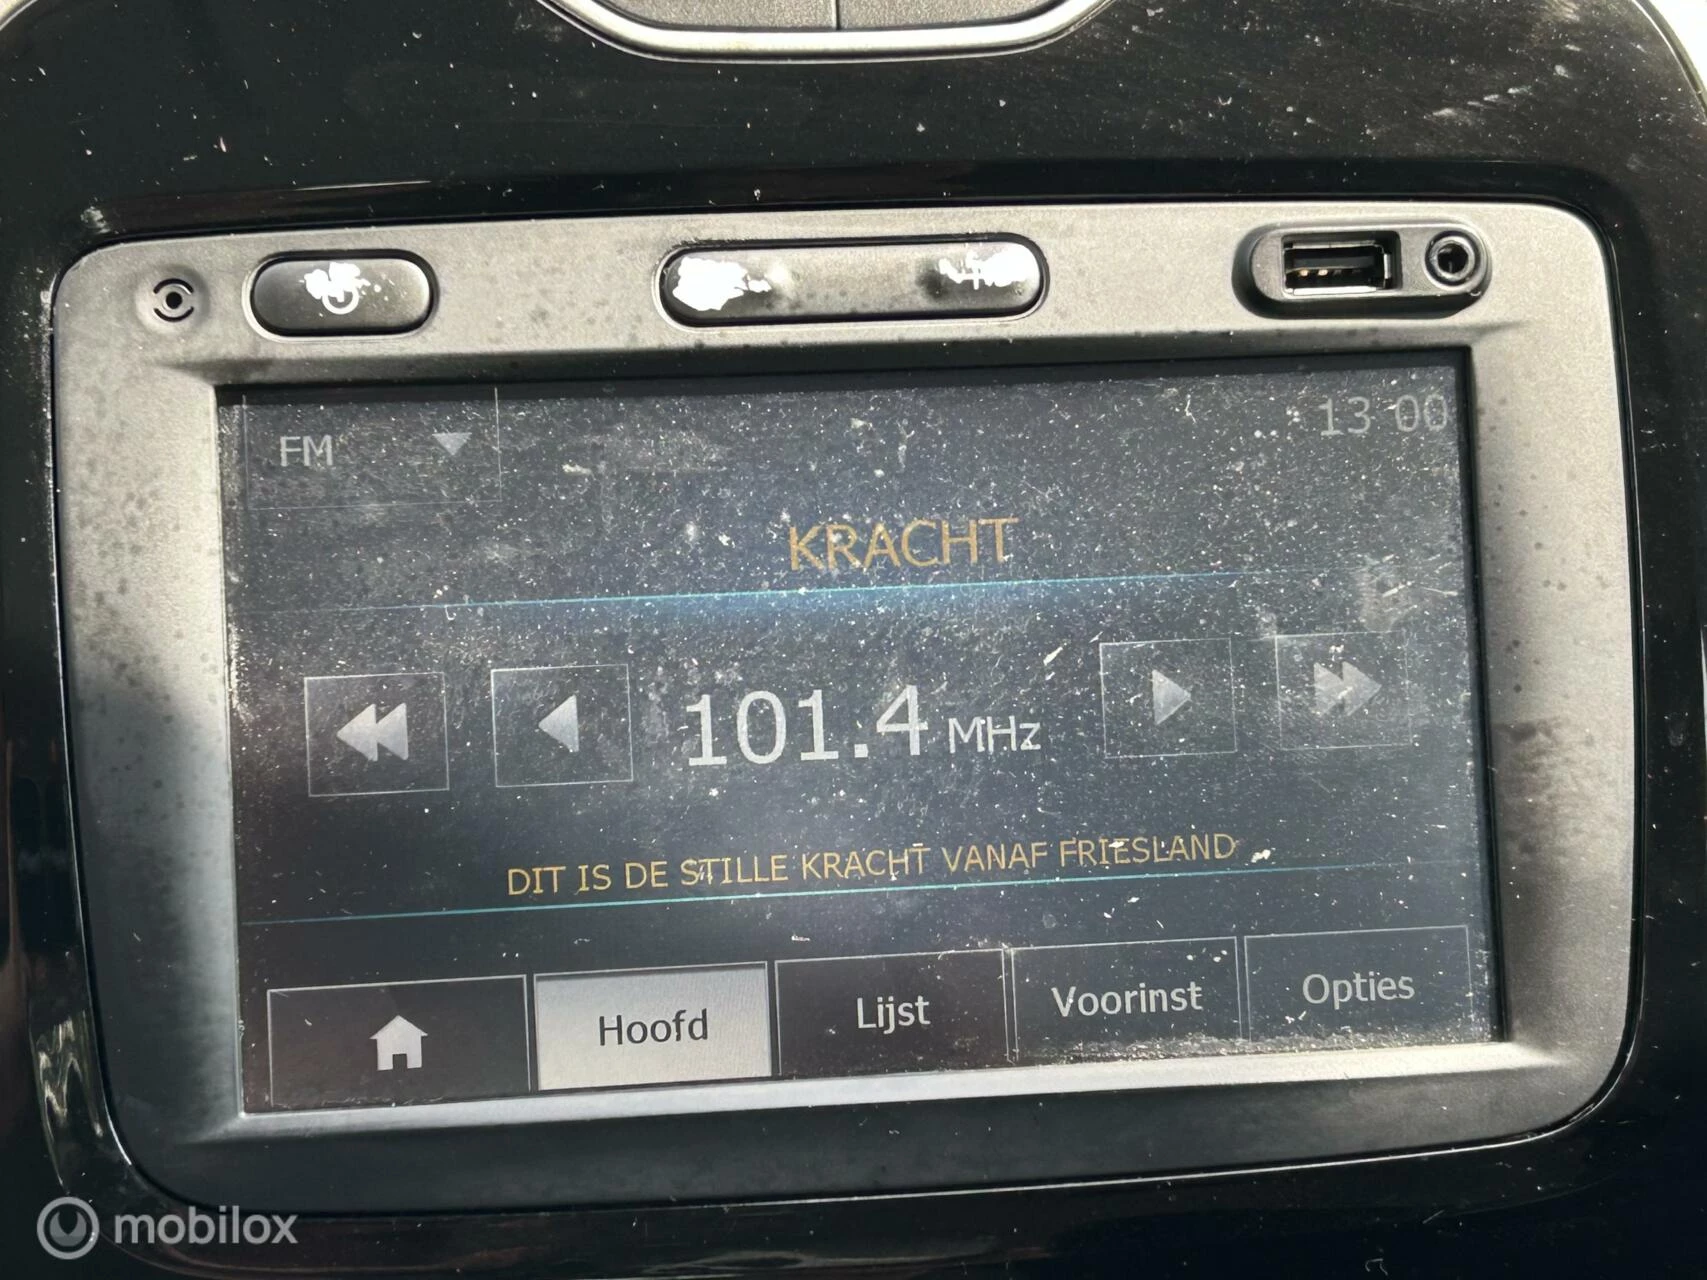 FM
13 00
KRACHT
101.4 MHz
DIT IS DE STILLE KRACHT VANAF FRIESLAND
Hoofd
Lijst
Voorinst
Opties
mobilox